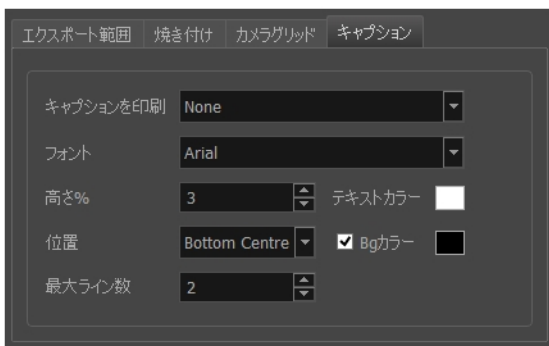 エクスポート範囲 焼き付け カメラグリッド キャプション
キャプションを印刷 None
フォント Arial
高さ% 3 テキストカラー
位置 Bottom Centre Bgカラー
最大ライン数 2